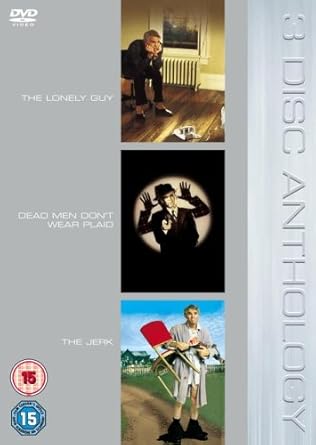 DVD
VIDEO
THE LONELY GUY
DEAD MEN DON'T
WEAR PLAID
THE JERK
3 DISC ANTHOLOGY
15
15